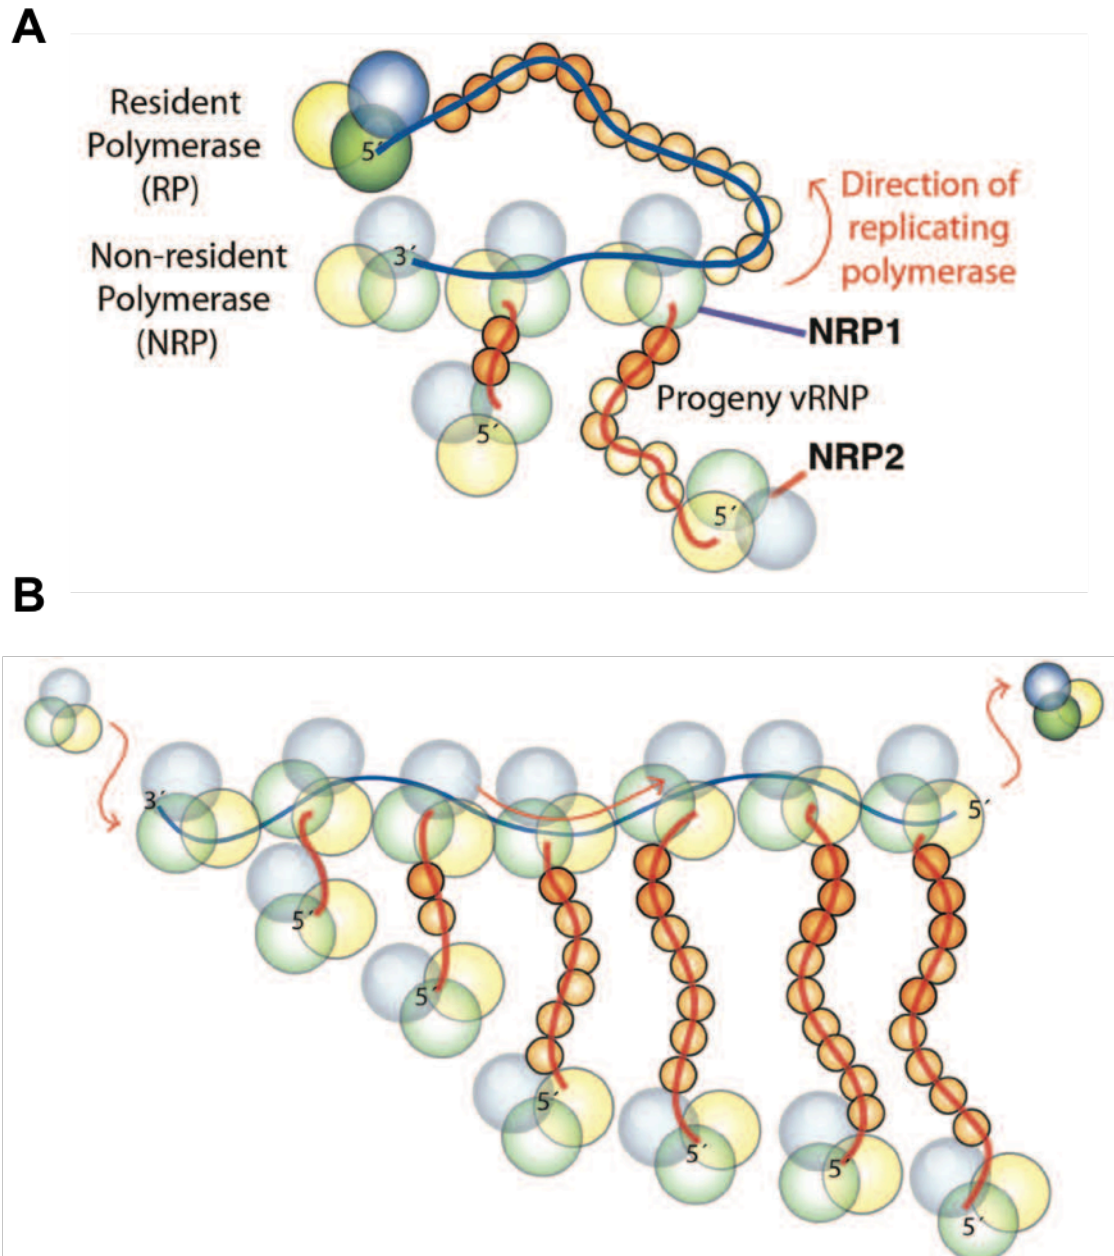 A
Resident
Polymerase
(RP)
5´
Direction of
replicating
polymerase
Non-resident
Polymerase
(NRP)
3´
NRP1
Progeny vRNP
5´
NRP2
5´
B
3´
5´
5´
5´
5´
5´
5´
5´